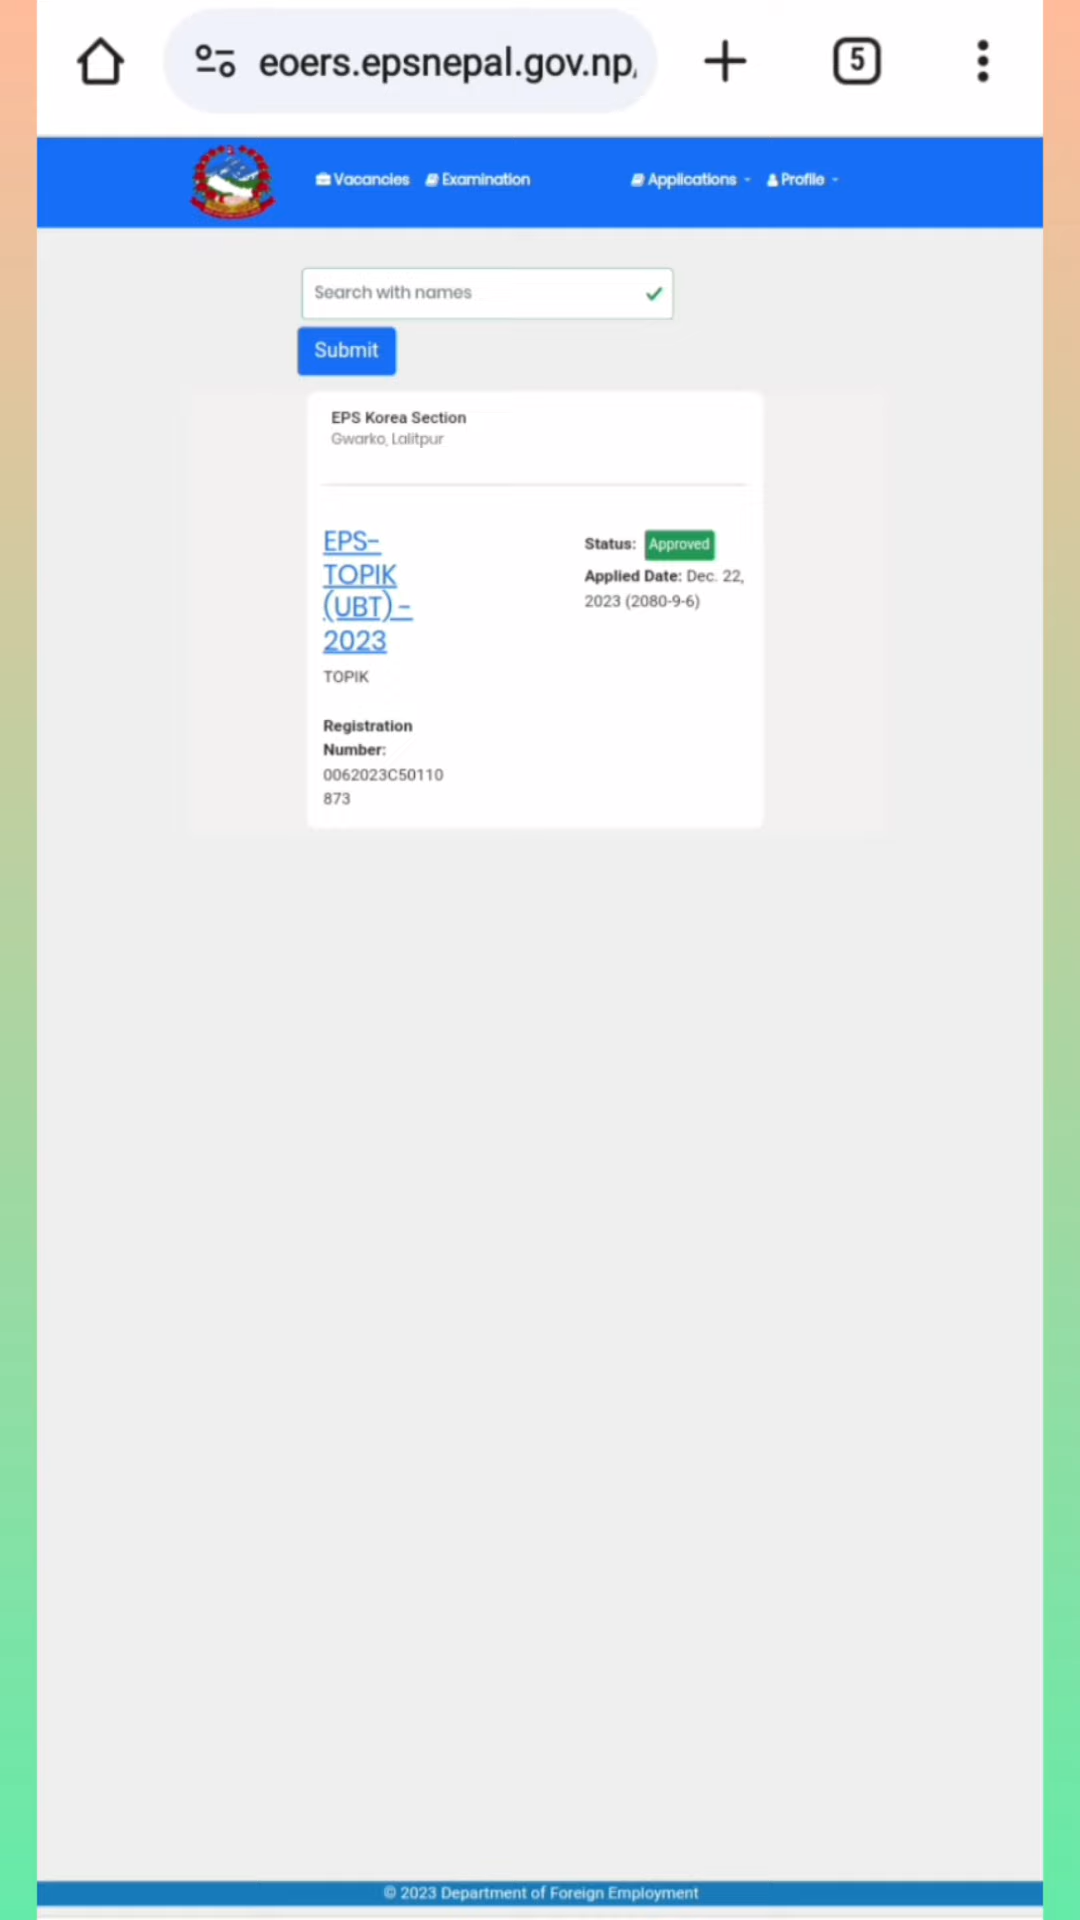 eoers.epsnepal.gov.np
5
Vacancies Examination Applications Profile
Search with names
Submit
EPS Korea Section
Gwarko, Lalitpur
EPS-
TOPIK
(UBT) -
2023
TOPIK
Registration
Number:
0062023C50110
873
Status: Approved
Applied Date: Dec. 22,
2023 (2080-9-6)
© 2023 Department of Foreign Employment